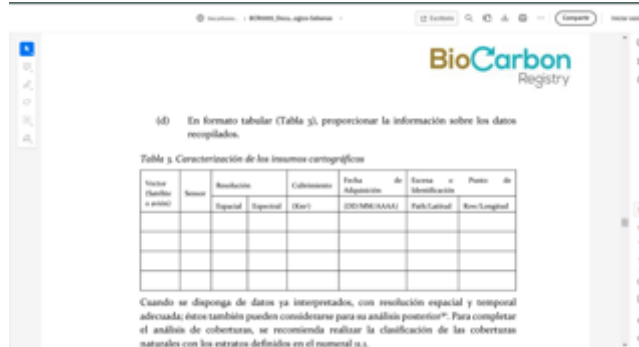 Compartir
BioCarbon
Registry
(d) En formato tabular (Tabla 3), proporcionar la información sobre los datos
recopilados.
Tabla 3. Caracterización de los insumos cartográficos
Vector (Satélite o avión) Sensor Resolución Cubrimiento Fecha de Adquisición Escena o Punto de Identificación
Espacial Espectral (Km²) (DD/MM/AAAA) Path/Latitud Row/Longitud
Cuando se disponga de datos ya interpretados, con resolución espacial y temporal
adecuada; éstos también pueden considerarse para su análisis posterior. Para completar
el análisis de coberturas, se recomienda realizar la clasificación de las coberturas
naturales con los estratos definidos en el numeral